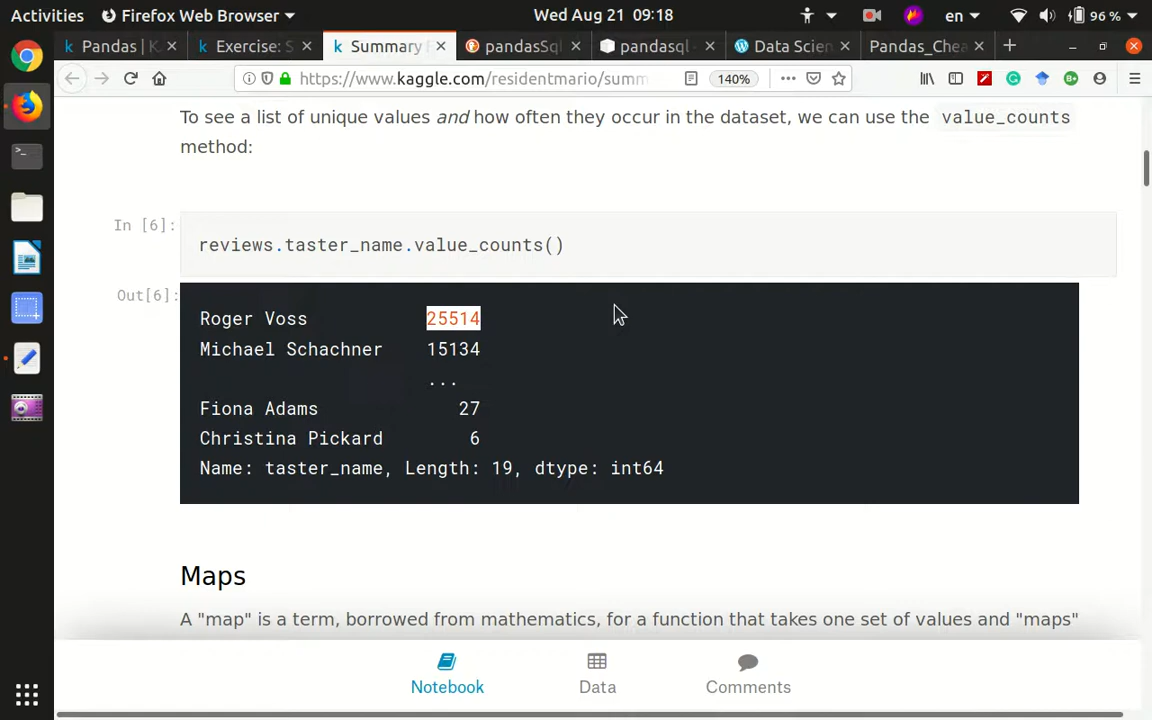 Activities Firefox Web Browser Wed Aug 21 09:18 en 96 %
k Pandas | K k Exercise: S k Summary F pandasSql pandasql - Data Scien Pandas_Chea
https://www.kaggle.com/residentmario/summ 140%
To see a list of unique values and how often they occur in the dataset, we can use the value_counts
method:
In [6]: reviews.taster_name.value_counts()
Out[6]:
Roger Voss 25514
Michael Schachner 15134
...
Fiona Adams 27
Christina Pickard 6
Name: taster_name, Length: 19, dtype: int64
Maps
A "map" is a term, borrowed from mathematics, for a function that takes one set of values and "maps"
Notebook Data Comments